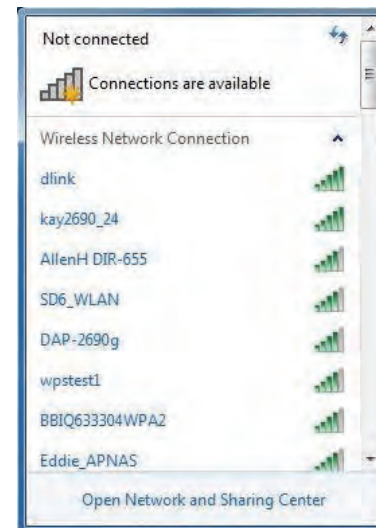 Not connected
Connections are available
Wireless Network Connection
dlink
kay2690_24
AllenH DIR-655
SD6_WLAN
DAP-2690g
wpstest1
BBIQ633304WPA2
Eddie_APNAS
Open Network and Sharing Center